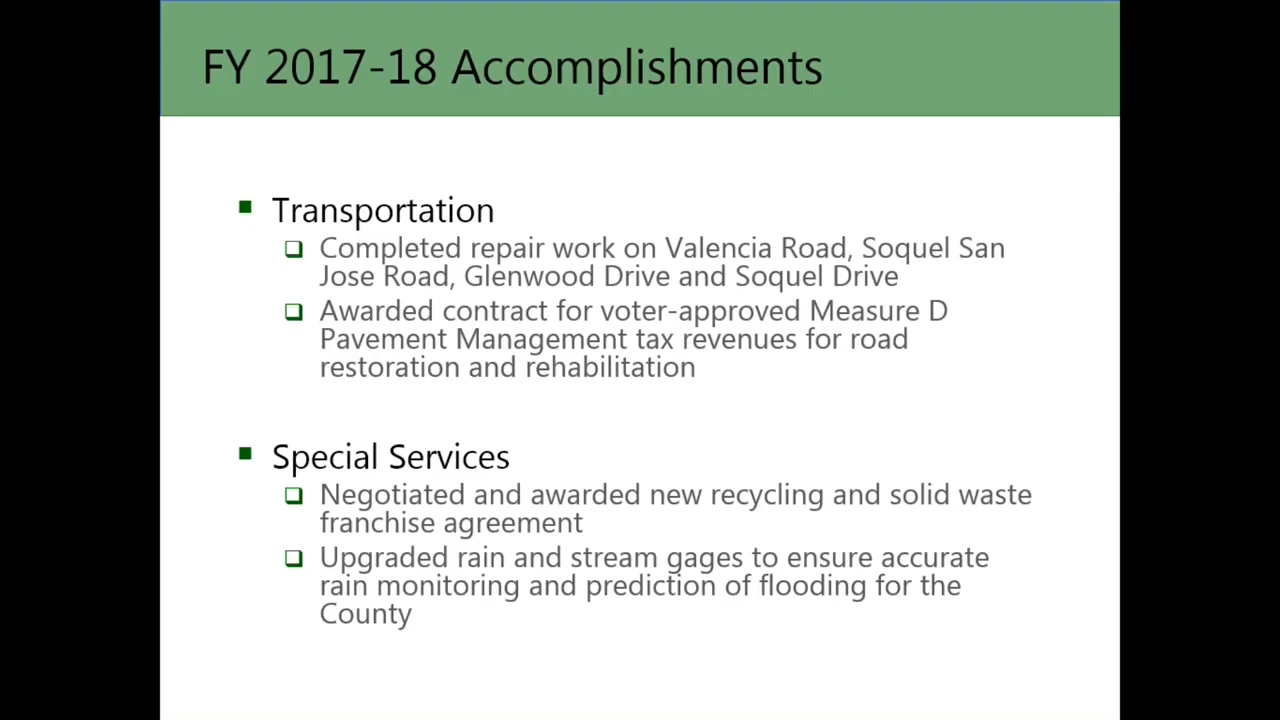 FY 2017-18 Accomplishments
Transportation
Completed repair work on Valencia Road, Soquel San
Jose Road, Glenwood Drive and Soquel Drive
Awarded contract for voter-approved Measure D
Pavement Management tax revenues for road
restoration and rehabilitation
Special Services
Negotiated and awarded new recycling and solid waste
franchise agreement
Upgraded rain and stream gages to ensure accurate
rain monitoring and prediction of flooding for the
County